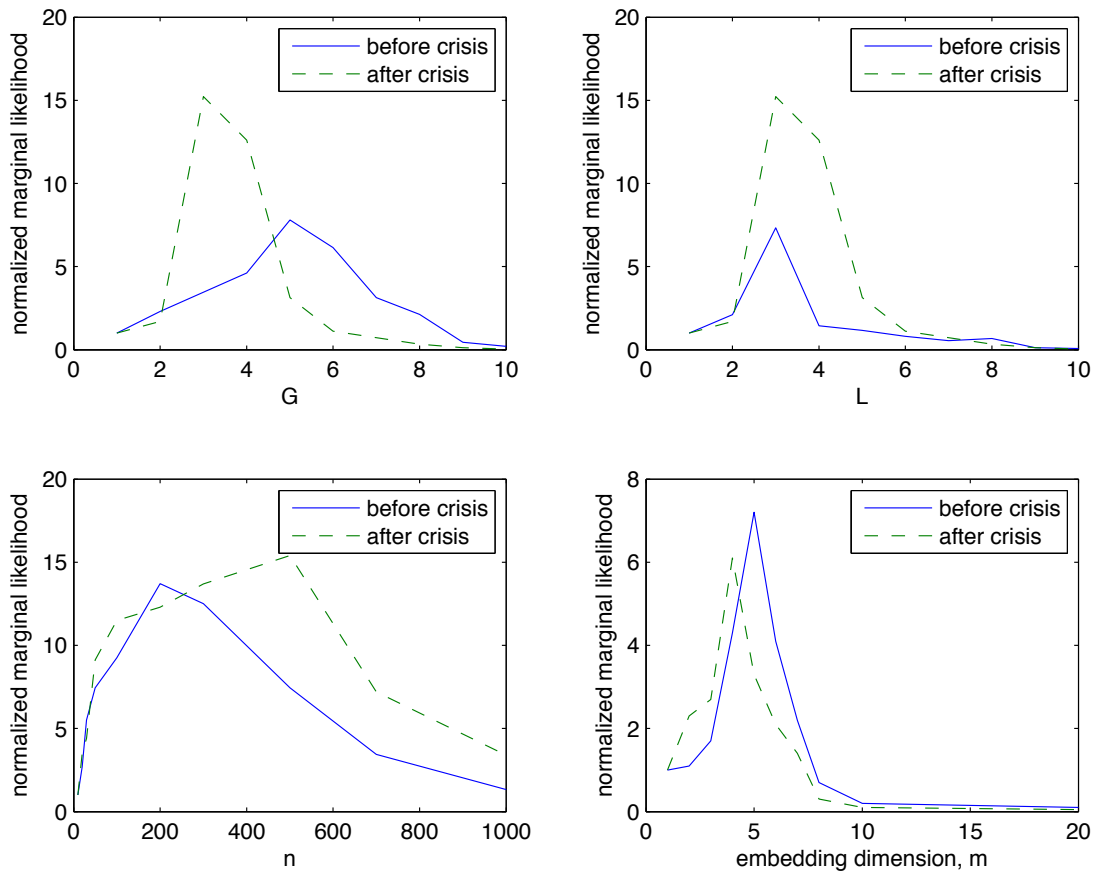 20
15
10
5
0
0 2 4 6 8 10
normalized marginal likelihood
G
before crisis
after crisis
20
15
10
5
0
0 2 4 6 8 10
normalized marginal likelihood
L
before crisis
after crisis
20
15
10
5
0
0 200 400 600 800 1000
normalized marginal likelihood
n
before crisis
after crisis
8
6
4
2
0
0 5 10 15 20
normalized marginal likelihood
embedding dimension, m
before crisis
after crisis